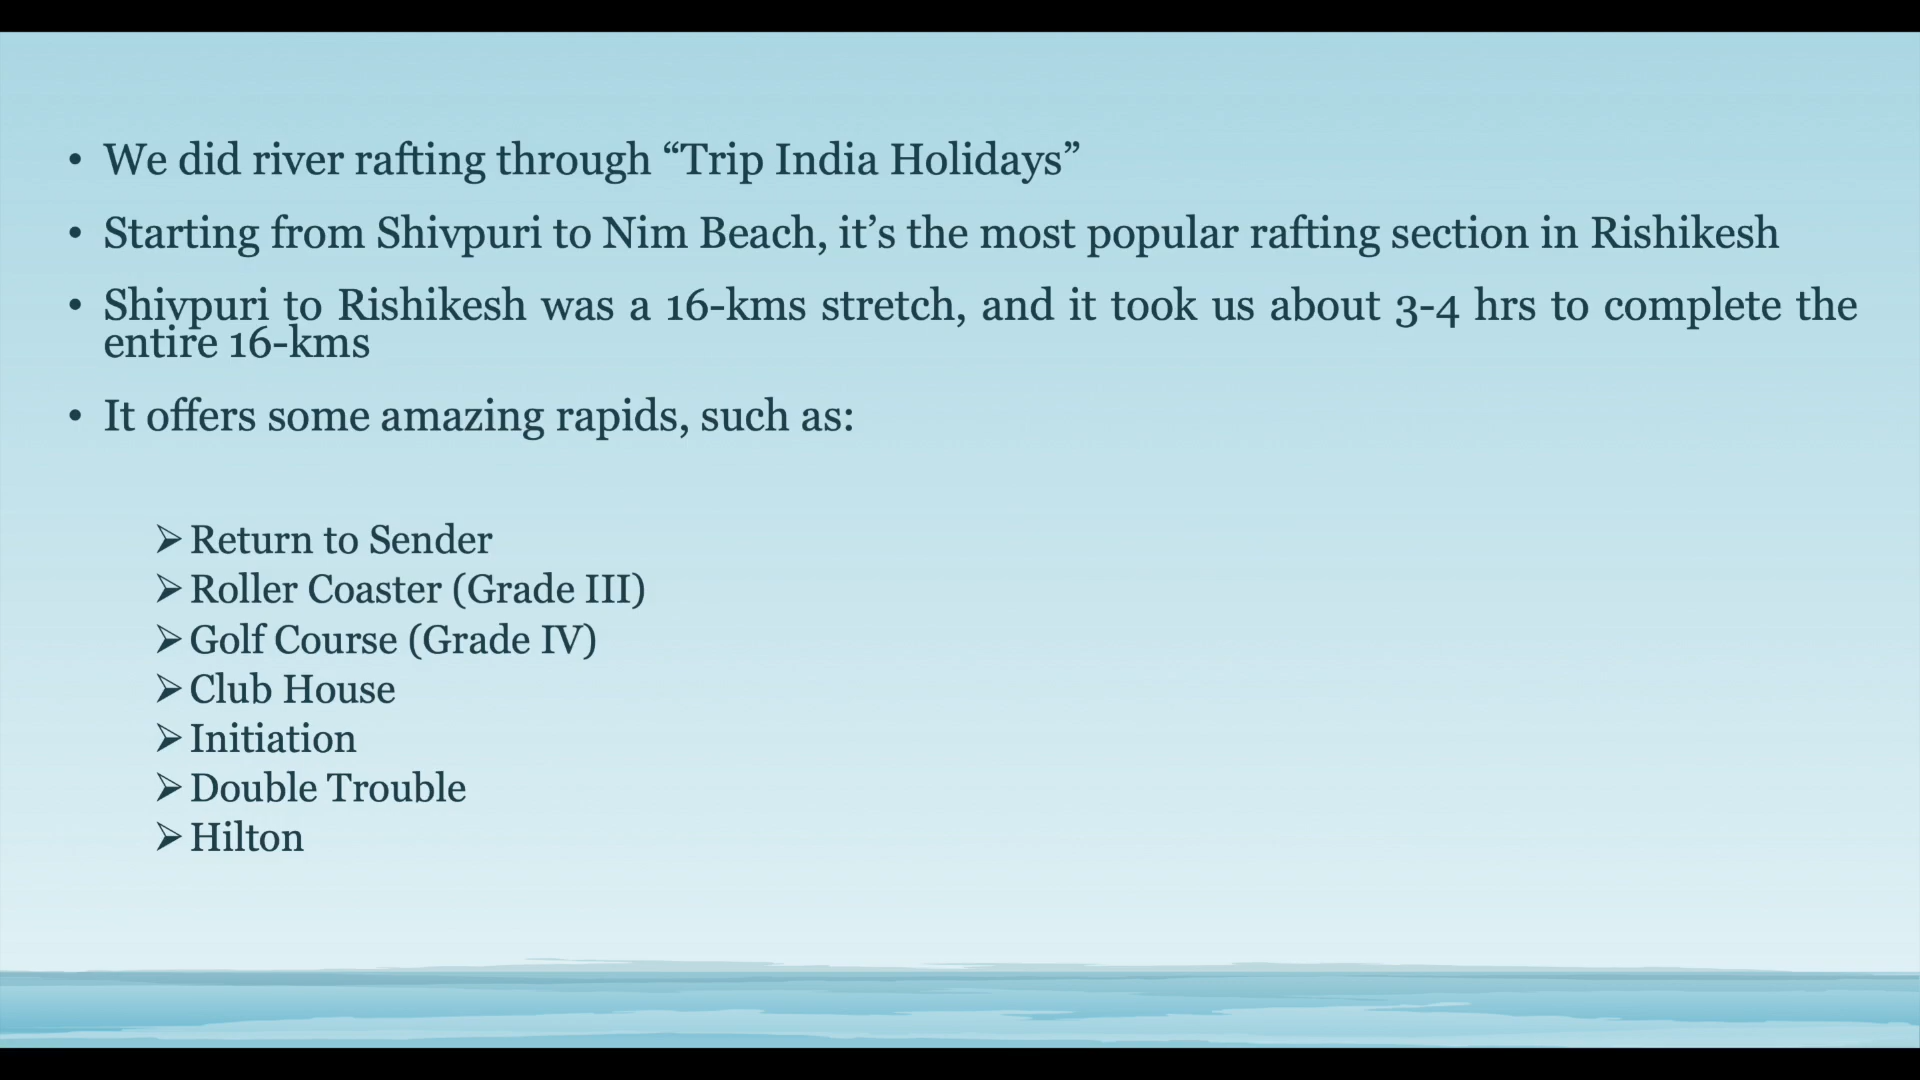 • We did river rafting through “Trip India Holidays”
• Starting from Shivpuri to Nim Beach, it’s the most popular rafting section in Rishikesh
• Shivpuri to Rishikesh was a 16-kms stretch, and it took us about 3-4 hrs to complete the
entire 16-kms
• It offers some amazing rapids, such as:
➢ Return to Sender
➢ Roller Coaster (Grade III)
➢ Golf Course (Grade IV)
➢ Club House
➢ Initiation
➢ Double Trouble
➢ Hilton